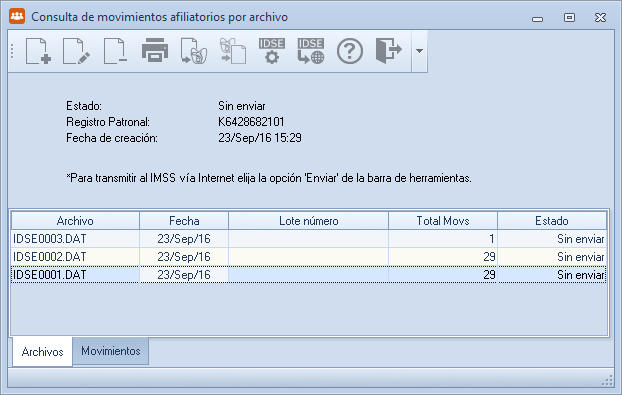 Consulta de movimientos afiliatorios por archivo
IDSE IDSE
Estado: Sin enviar
Registro Patronal: K6428682101
Fecha de creación: 23/Sep/16 15:29
*Para transmitir al IMSS vía Internet elija la opción 'Enviar' de la barra de herramientas.
Archivo Fecha Lote número Total Movs Estado
IDSE0003.DAT 23/Sep/16 1 Sin enviar
IDSE0002.DAT 23/Sep/16 29 Sin enviar
IDSE0001.DAT 23/Sep/16 29 Sin enviar
Archivos Movimientos